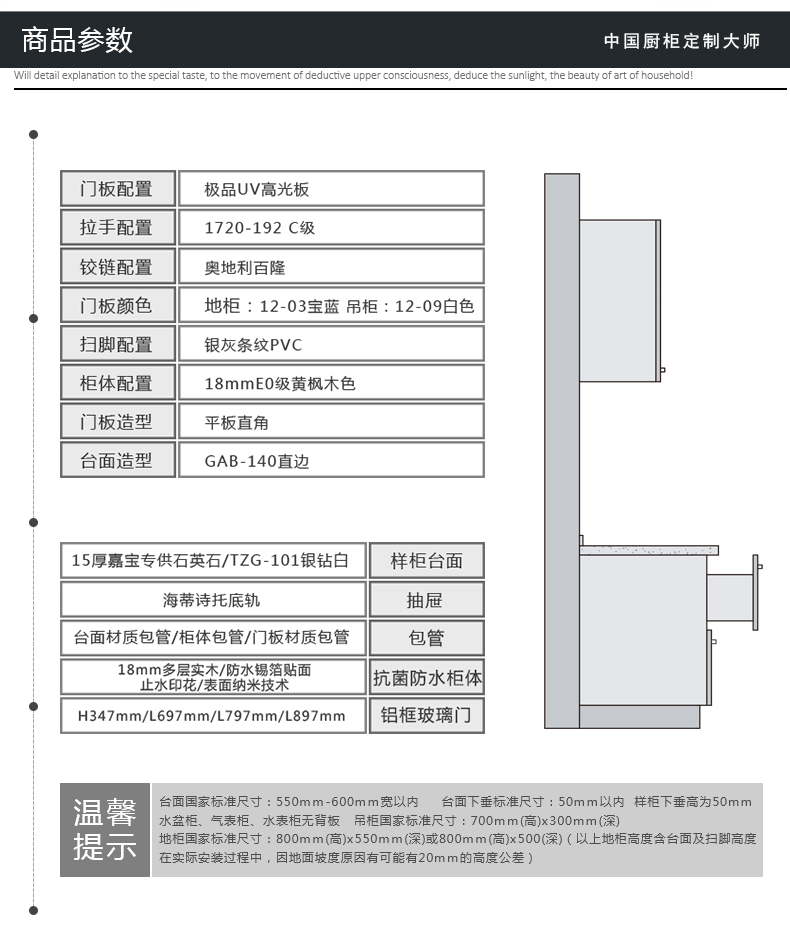 商品参数
中国厨柜定制大师
Will detail explanation to the special taste, to the movement of deductive upper consciousness, deduce the sunlight, the beauty of art of household!
门板配置 极品UV高光板
拉手配置 1720-192 C级
铰链配置 奥地利百隆
门板颜色 地柜：12-03宝蓝 吊柜：12-09白色
扫脚配置 银灰条纹PVC
柜体配置 18mmE0级黄枫木色
门板造型 平板直角
台面造型 GAB-140直边
15厚嘉宝专供石英石/TZG-101银钻白 样柜台面
海蒂诗托底轨 抽屉
台面材质包管/柜体包管/门板材质包管 包管
18mm多层实木/防水锡箔贴面
止水印花/表面纳米技术
抗菌防水柜体
H347mm/L697mm/L797mm/L897mm 铝框玻璃门
温馨
提示
台面国家标准尺寸：550mm-600mm宽以内 台面下垂标准尺寸：50mm以内 样柜下垂高为50mm
水盆柜、气表柜、水表柜无背板 吊柜国家标准尺寸：700mm(高)x300mm(深)
地柜国家标准尺寸：800mm(高)x550mm(深)或800mm(高)x500(深)（以上地柜高度含台面及扫脚高度
在实际安装过程中，因地面坡度原因有可能有20mm的高度公差）